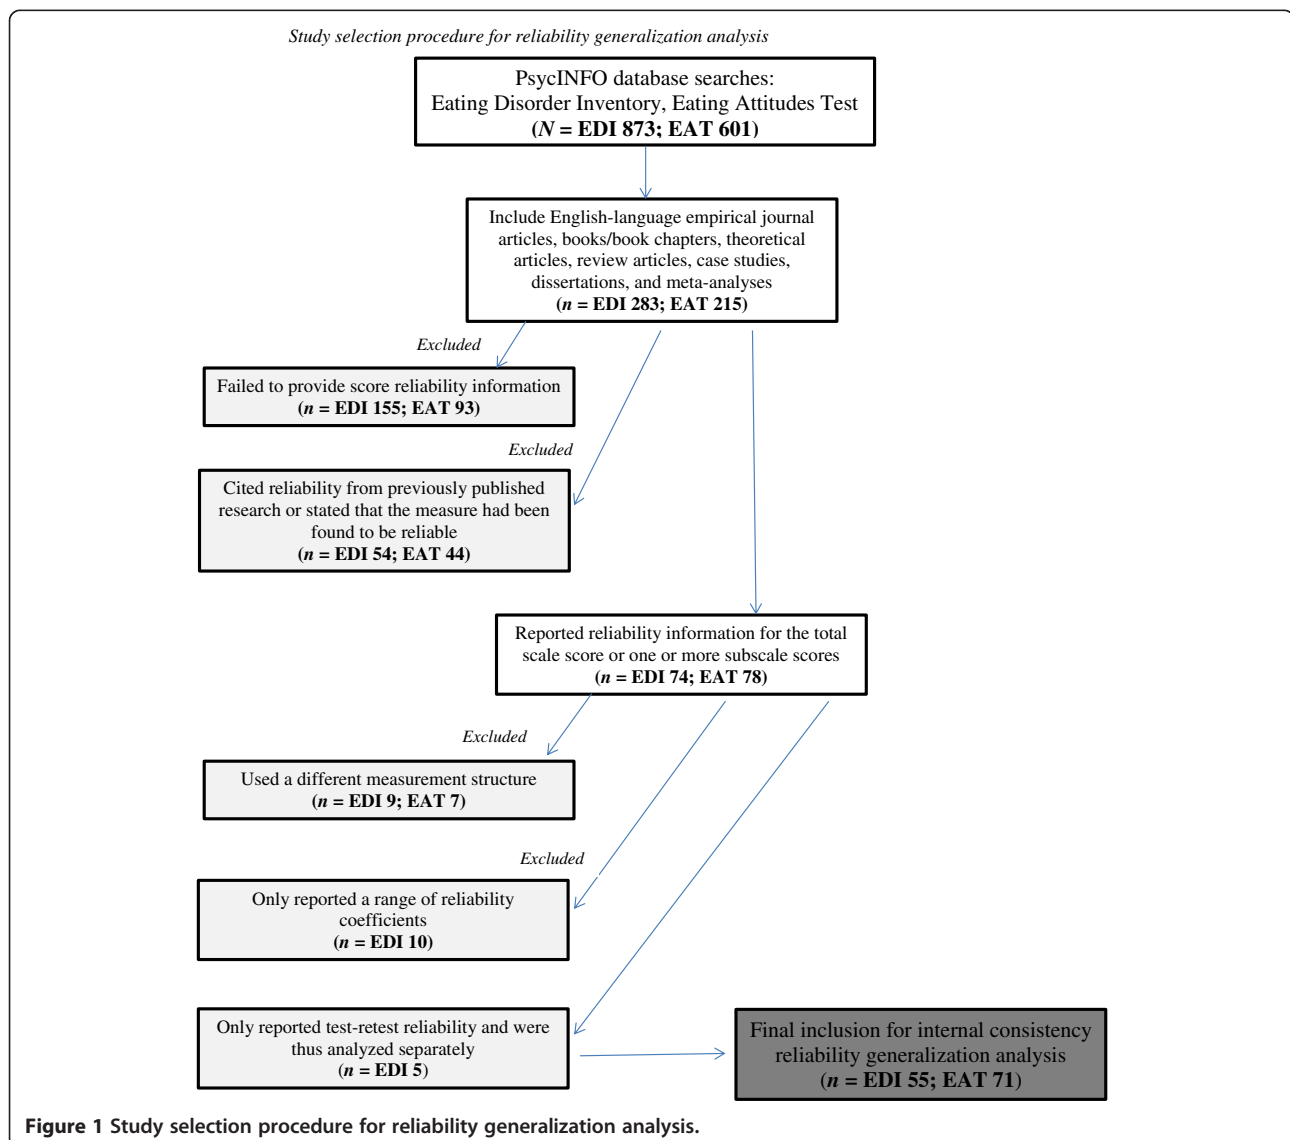 Study selection procedure for reliability generalization analysis
PsycINFO database searches:
Eating Disorder Inventory, Eating Attitudes Test
(N = EDI 873; EAT 601)
Include English-language empirical journal
articles, books/book chapters, theoretical
articles, review articles, case studies,
dissertations, and meta-analyses
(n = EDI 283; EAT 215)
Excluded
Failed to provide score reliability information
(n = EDI 155; EAT 93)
Excluded
Cited reliability from previously published
research or stated that the measure had been
found to be reliable
(n = EDI 54; EAT 44)
Reported reliability information for the total
scale score or one or more subscale scores
(n = EDI 74; EAT 78)
Excluded
Used a different measurement structure
(n = EDI 9; EAT 7)
Excluded
Only reported a range of reliability
coefficients
(n = EDI 10)
Only reported test-retest reliability and were
thus analyzed separately
(n = EDI 5)
Final inclusion for internal consistency
reliability generalization analysis
(n = EDI 55; EAT 71)
Figure 1 Study selection procedure for reliability generalization analysis.